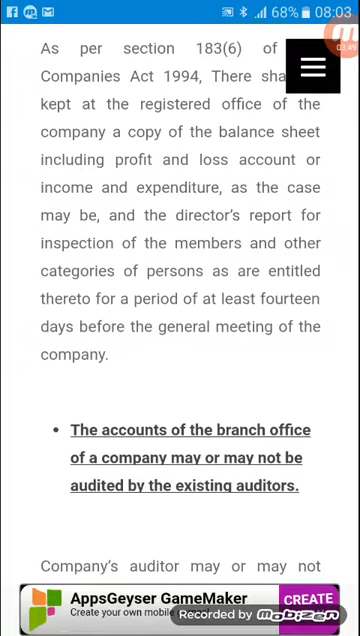 68% 08:03
As per section 183(6) of
Companies Act 1994, There sha
03:49
kept at the registered office of the
company a copy of the balance sheet
including profit and loss account or
income and expenditure, as the case
may be, and the director's report for
inspection of the members and other
categories of persons as are entitled
thereto for a period of at least fourteen
days before the general meeting of the
company.
• The accounts of the branch office
of a company may or may not be
audited by the existing auditors.
Company's auditor may or may not
AppsGeyser GameMaker
Create your own mobile
CREATE
Recorded by mobizen